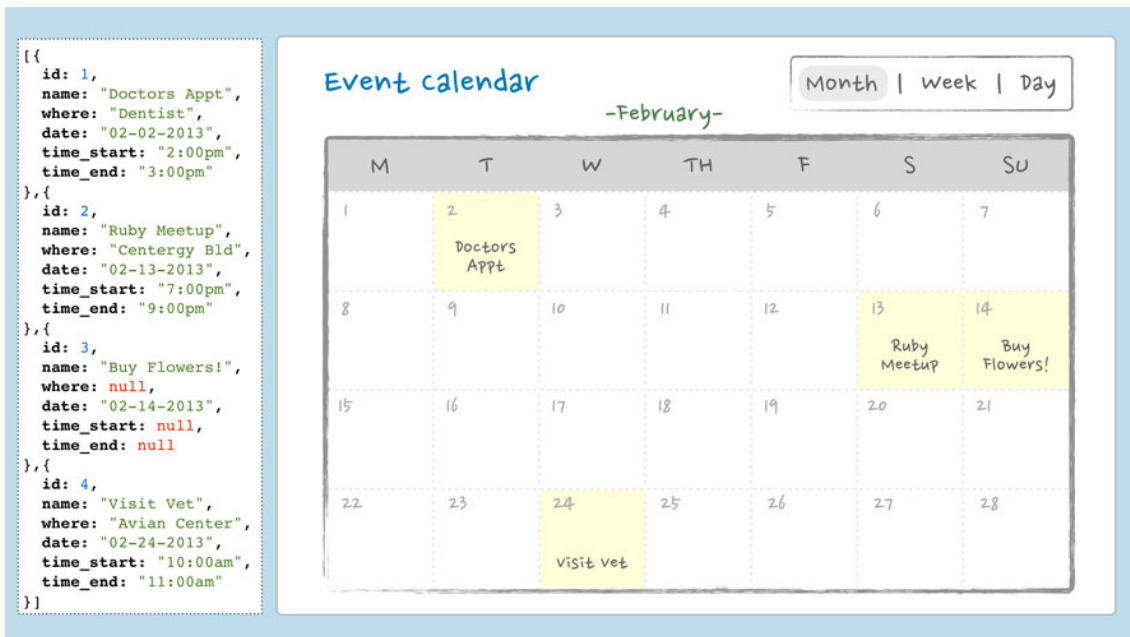 [{
id: 1,
name: "Doctors Appt",
where: "Dentist",
date: "02-02-2013",
time_start: "2:00pm",
time_end: "3:00pm"
},{
id: 2,
name: "Ruby Meetup",
where: "Centergy Bld",
date: "02-13-2013",
time_start: "7:00pm",
time_end: "9:00pm"
},{
id: 3,
name: "Buy Flowers!",
where: null,
date: "02-14-2013",
time_start: null,
time_end: null
},{
id: 4,
name: "Visit Vet",
where: "Avian Center",
date: "02-24-2013",
time_start: "10:00am",
time_end: "11:00am"
}]
Event Calendar
Month | Week | Day
-February-
M T W TH F S SU
1 2 3 4 5 6 7
Doctors
Appt
8 9 10 11 12 13 14
Ruby Buy
Meetup Flowers!
15 16 17 18 19 20 21
22 23 24 25 26 27 28
Visit Vet